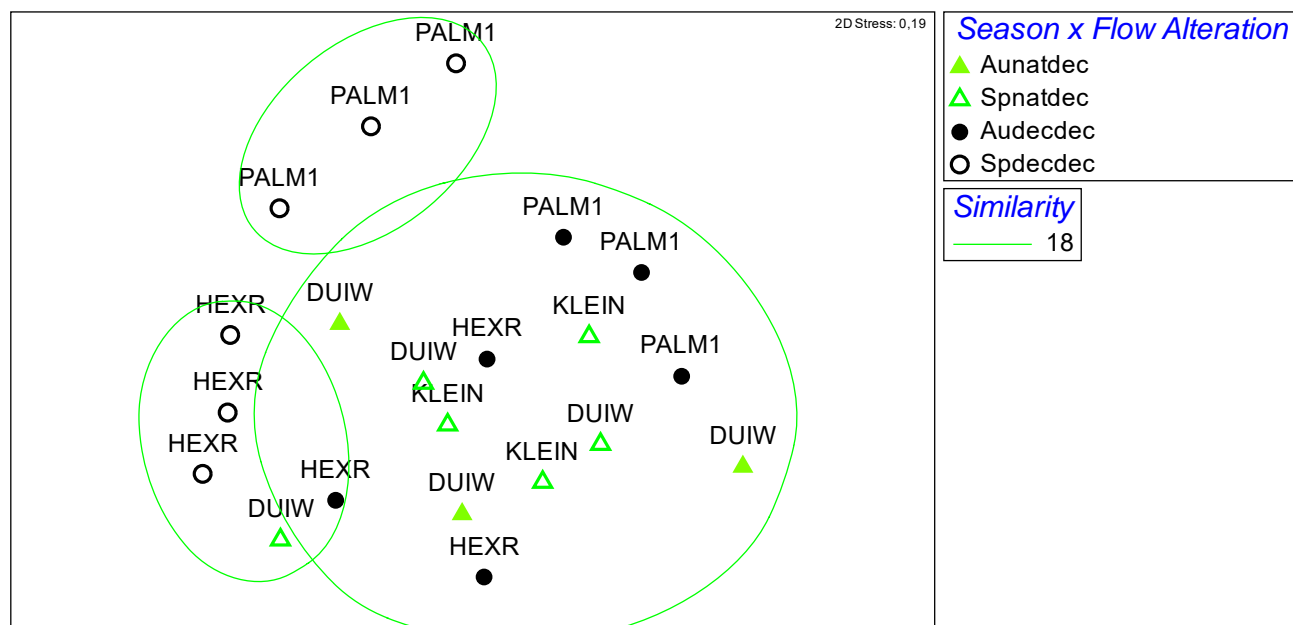 2D Stress: 0,19
PALM1
PALM1
PALM1
PALM1
PALM1
HEXR
DUIW
KLEIN
HEXR
DUIW
PALM1
HEXR
KLEIN
DUIW
DUIW
HEXR
KLEIN
HEXR
DUIW
DUIW
HEXR
Season x Flow Alteration
Aunatdec
Spnatdec
Audecdec
Spdecdec
Similarity
18